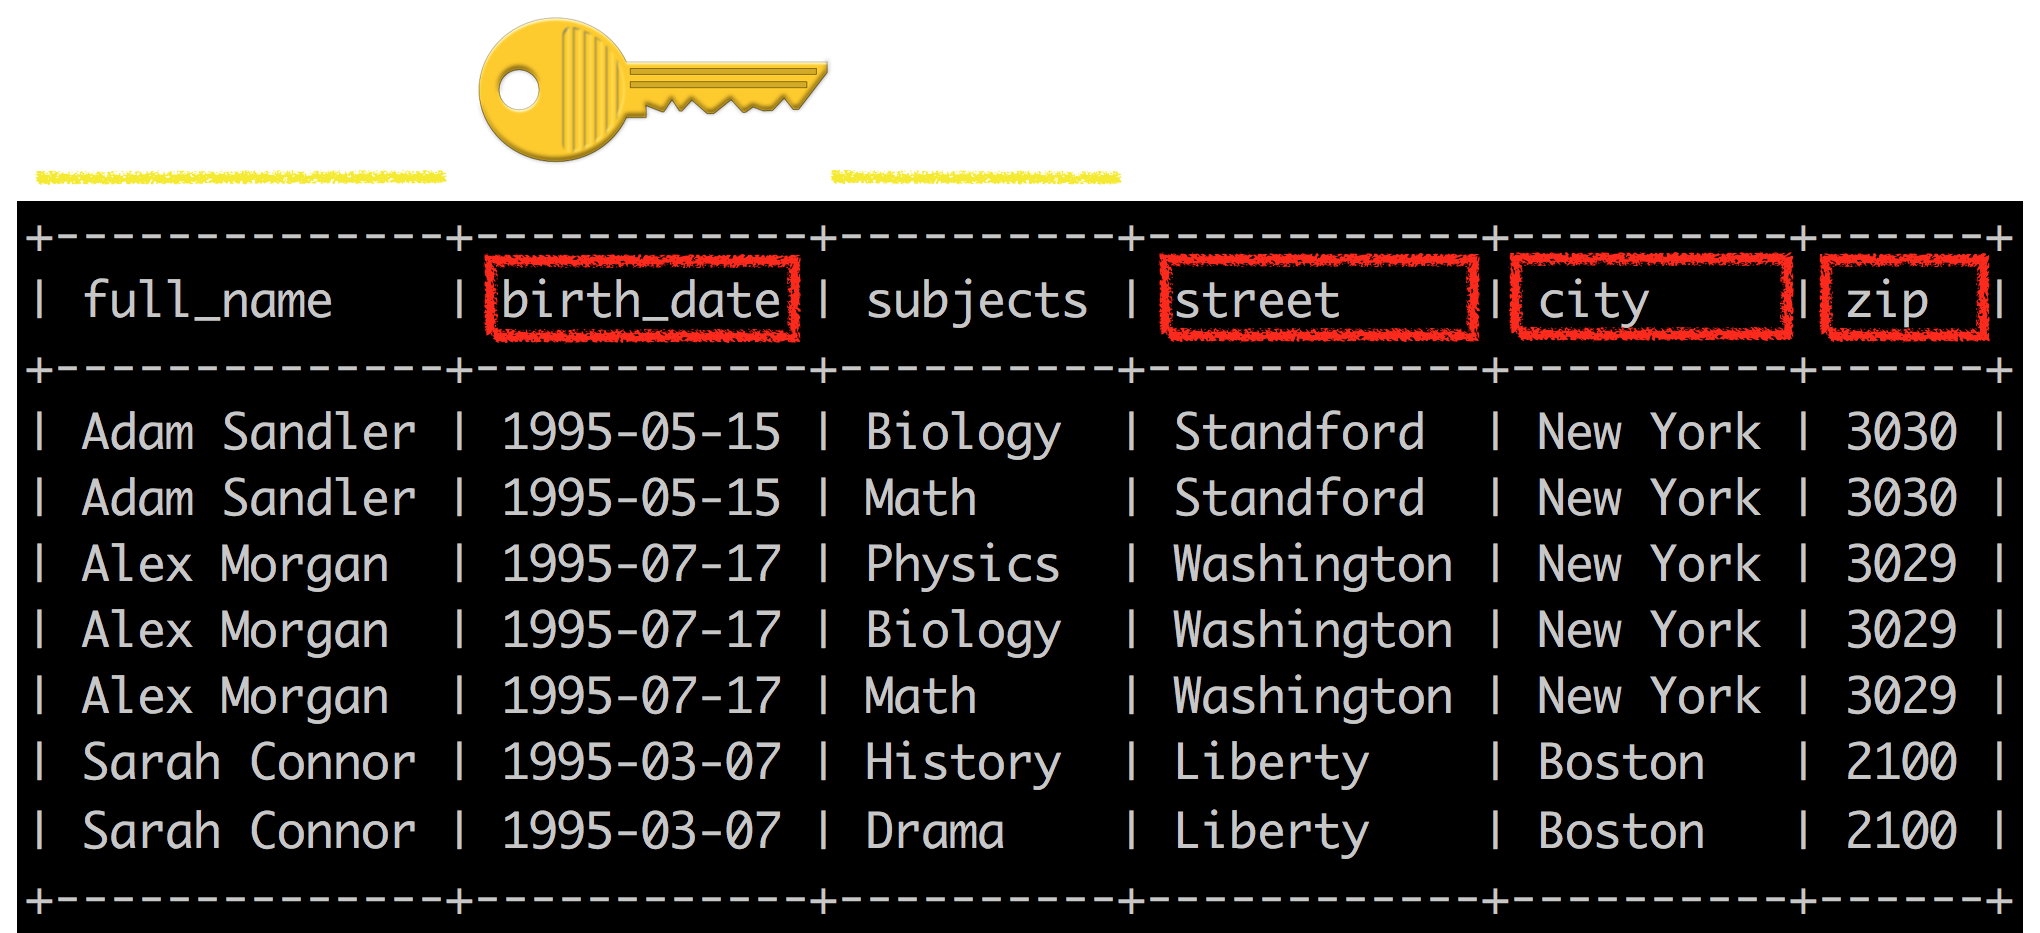 +--------------+------------+----------+------------+----------+------+
| full_name | birth_date | subjects | street | city | zip |
+--------------+------------+----------+------------+----------+------+
| Adam Sandler | 1995-05-15 | Biology | Standford | New York | 3030 |
| Adam Sandler | 1995-05-15 | Math | Standford | New York | 3030 |
| Alex Morgan | 1995-07-17 | Physics | Washington | New York | 3029 |
| Alex Morgan | 1995-07-17 | Biology | Washington | New York | 3029 |
| Alex Morgan | 1995-07-17 | Math | Washington | New York | 3029 |
| Sarah Connor | 1995-03-07 | History | Liberty | Boston | 2100 |
| Sarah Connor | 1995-03-07 | Drama | Liberty | Boston | 2100 |
+--------------+------------+----------+------------+----------+------+